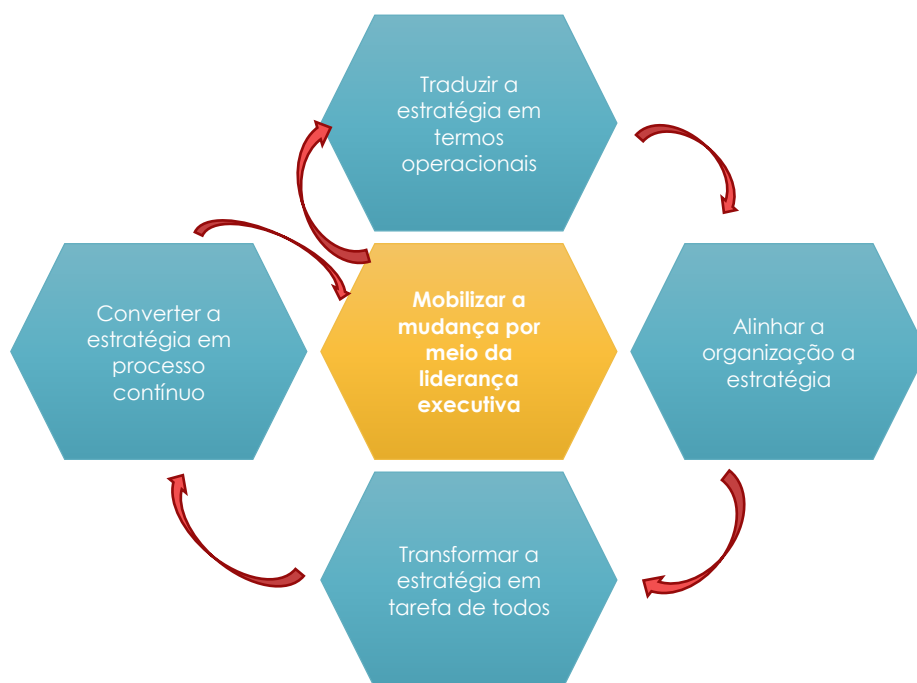 Traduzir a
estratégia em
termos
operacionais
Converter a
estratégia em
processo
contínuo
Mobilizar a
mudança por
meio da
liderança
executiva
Alinhar a
organização a
estratégia
Transformar a
estratégia em
tarefa de todos